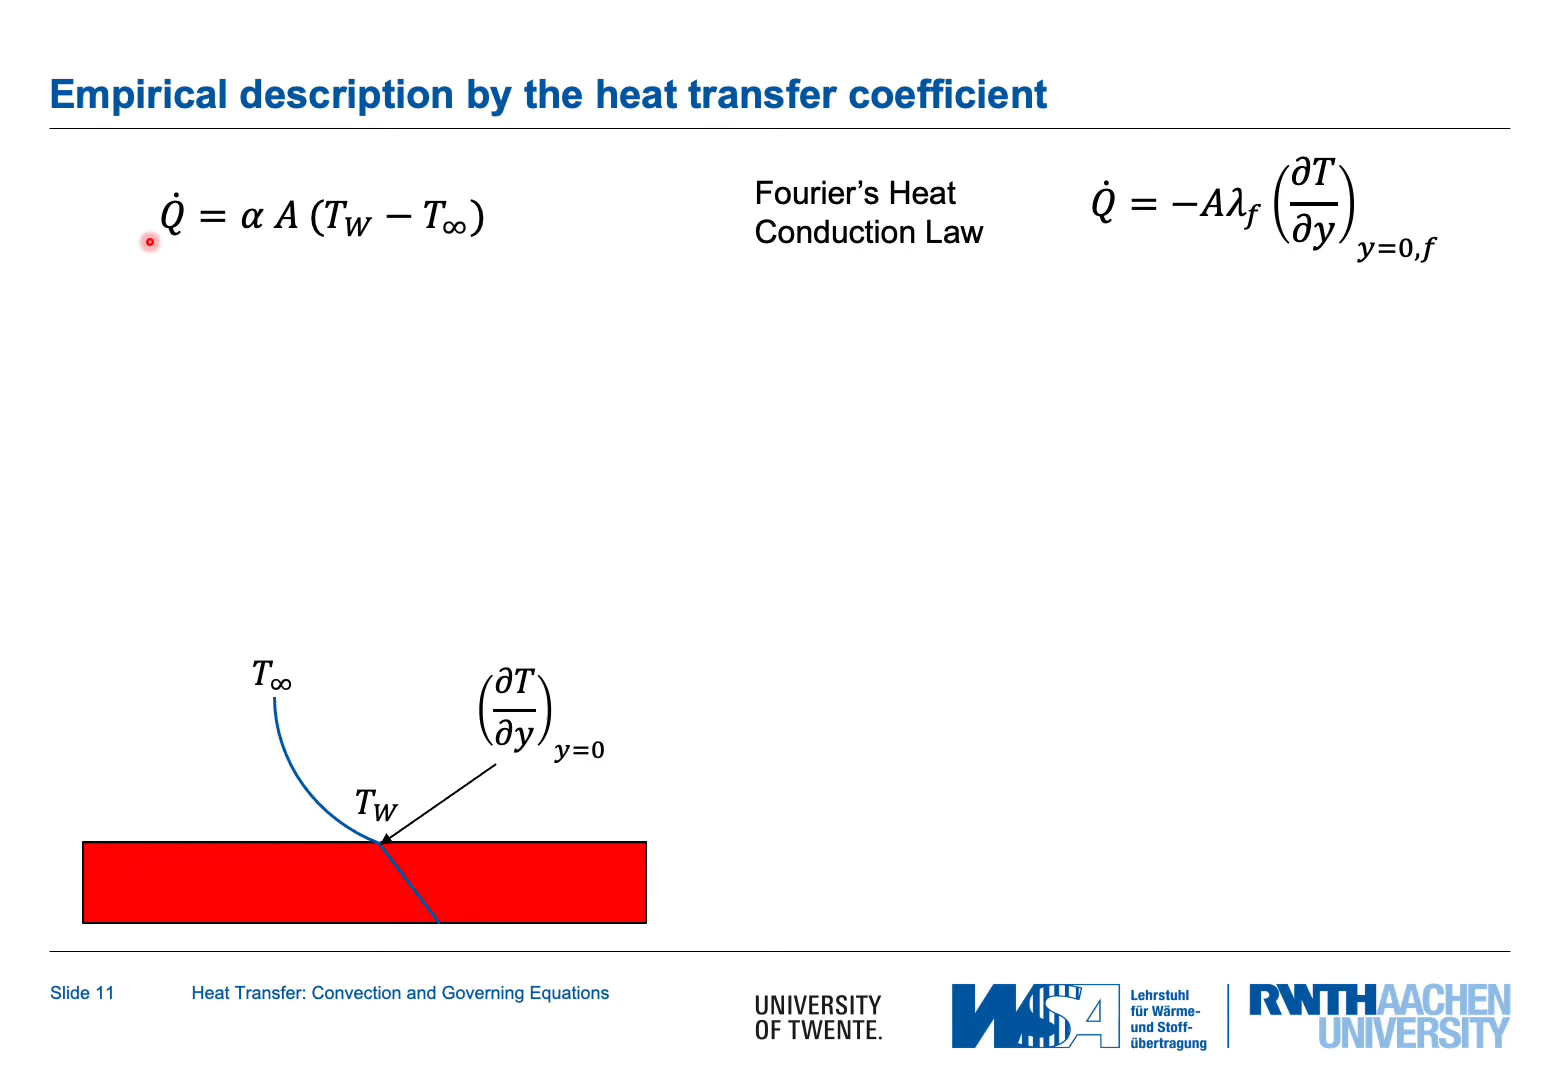 Empirical description by the heat transfer coefficient
Q̇ = α A (T_W − T_∞)
Fourier’s Heat
Conduction Law
Q̇ = −Aλ_f (∂T/∂y)_{y=0,f}
T_∞
(∂T/∂y)_{y=0}
T_W
Slide 11
Heat Transfer: Convection and Governing Equations
UNIVERSITY
OF TWENTE.
WSA
Lehrstuhl
für Wärme-
und Stoff-
übertragung
RWTHAACHEN
UNIVERSITY